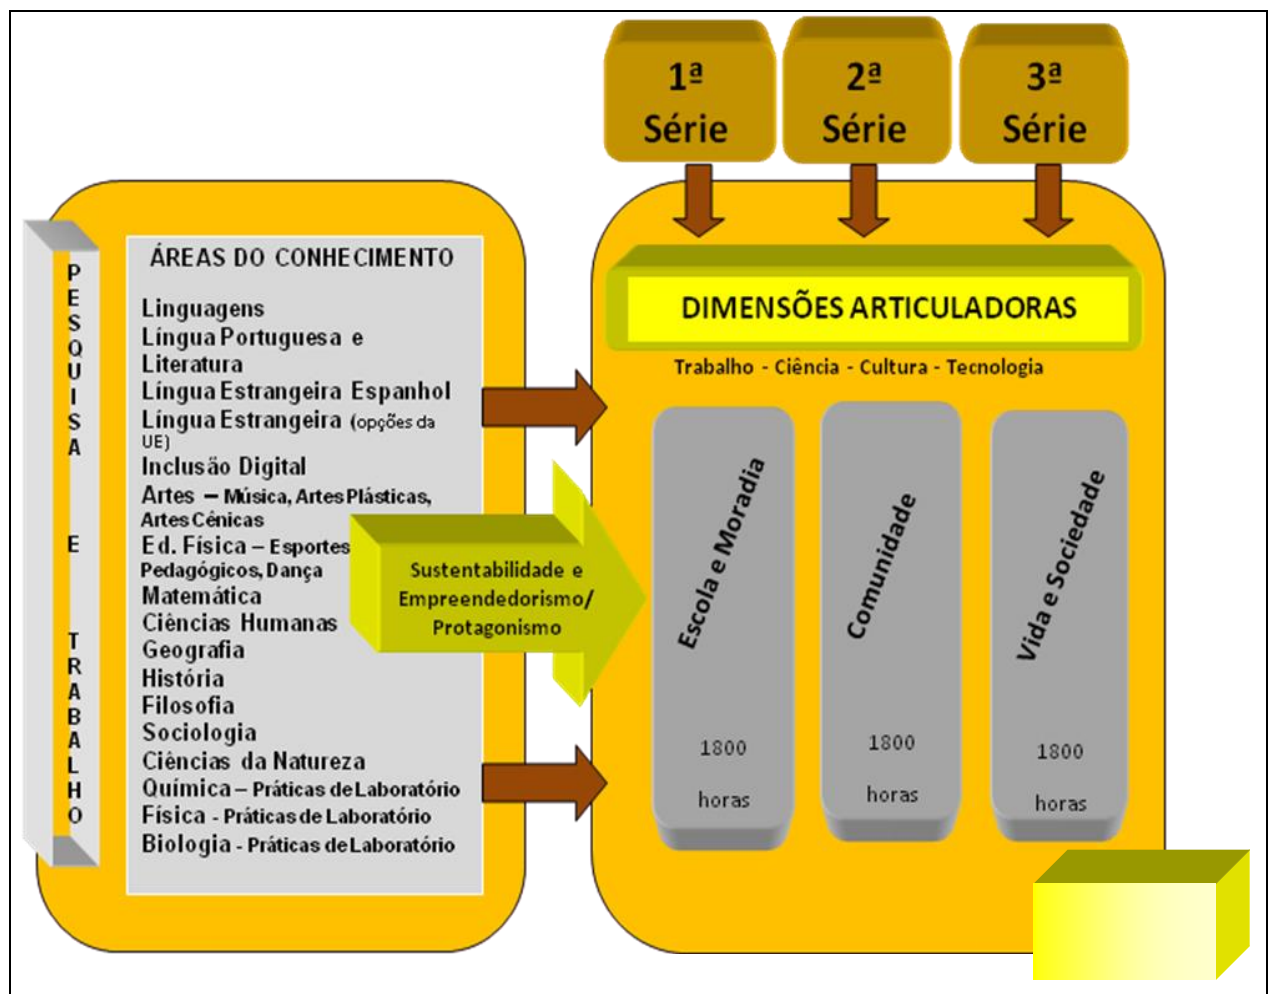 1ª
Série
2ª
Série
3ª
Série
PESQUISA E TRABALHO
ÁREAS DO CONHECIMENTO
Linguagens
Língua Portuguesa e
Literatura
Língua Estrangeira Espanhol
Língua Estrangeira (opções da
UE)
Inclusão Digital
Artes – Música, Artes Plásticas,
Artes Cênicas
Ed. Física – Esportes
Pedagógicos, Dança
Matemática
Ciências Humanas
Geografia
História
Filosofia
Sociologia
Ciências da Natureza
Química – Práticas de Laboratório
Física - Práticas de Laboratório
Biologia - Práticas de Laboratório
Sustentabilidade e
Empreendedorismo/
Protagonismo
DIMENSÕES ARTICULADORAS
Trabalho - Ciência - Cultura - Tecnologia
Escola e Moradia
1800
horas
Comunidade
1800
horas
Vida e Sociedade
1800
horas